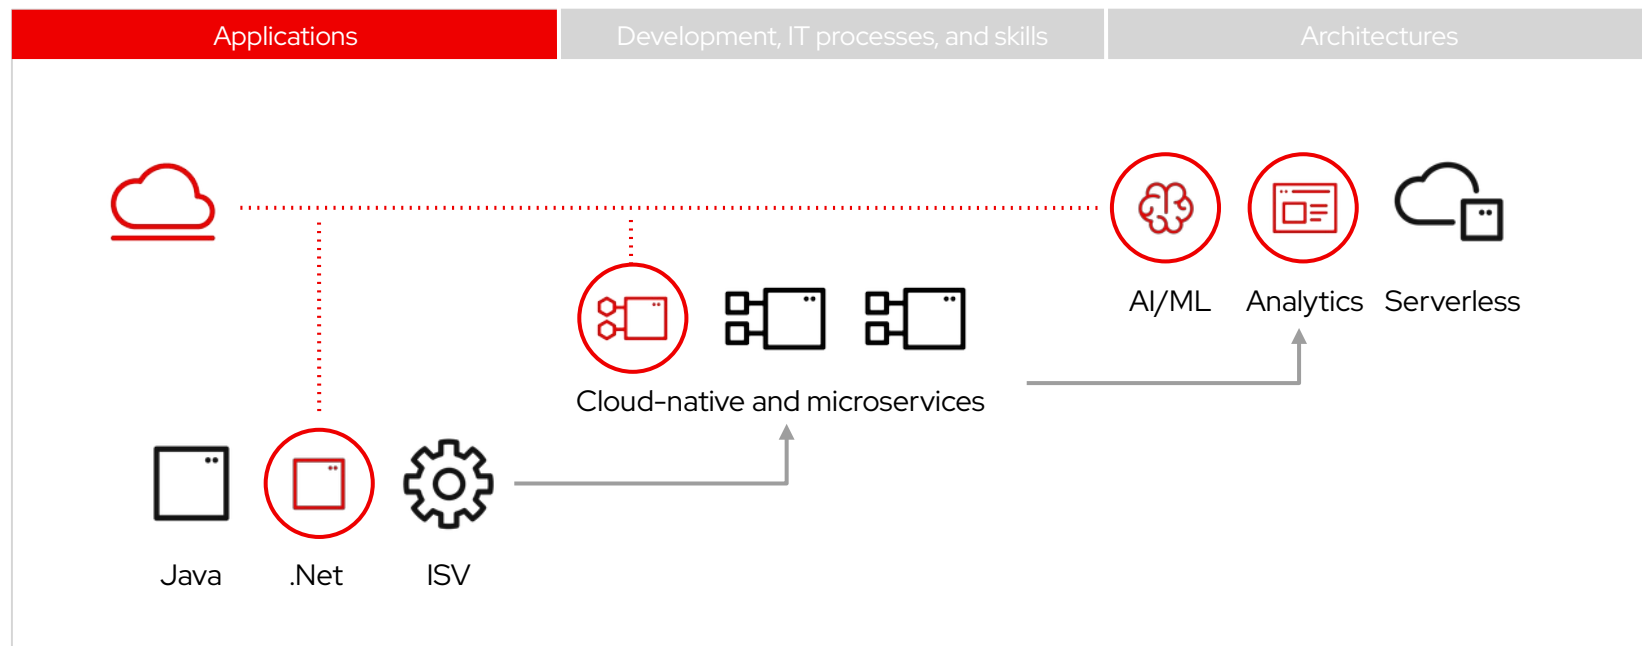 Applications
Development, IT processes, and skills
Architectures
AI/ML
Analytics
Serverless
Cloud-native and microservices
Java
.Net
ISV